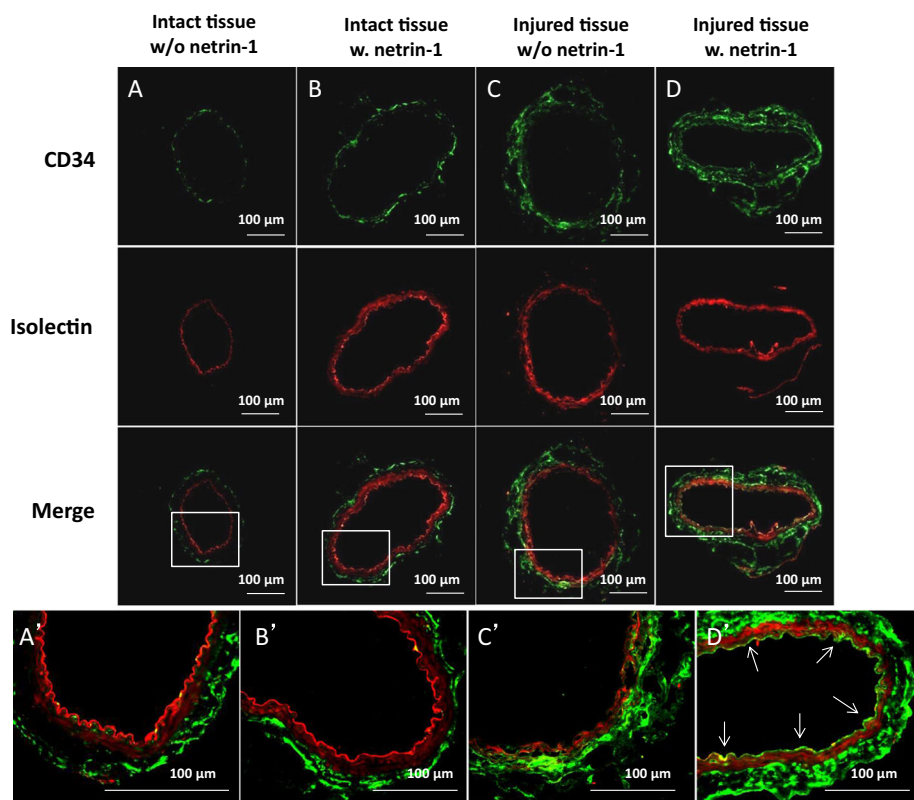 Intact tissue
w/o netrin-1
Intact tissue
w. netrin-1
Injured tissue
w/o netrin-1
Injured tissue
w. netrin-1
CD34
A
100 µm
B
100 µm
C
100 µm
D
100 µm
Isolectin
100 µm
100 µm
100 µm
100 µm
Merge
100 µm
100 µm
100 µm
100 µm
A’
100 µm
B’
100 µm
C’
100 µm
D’
100 µm